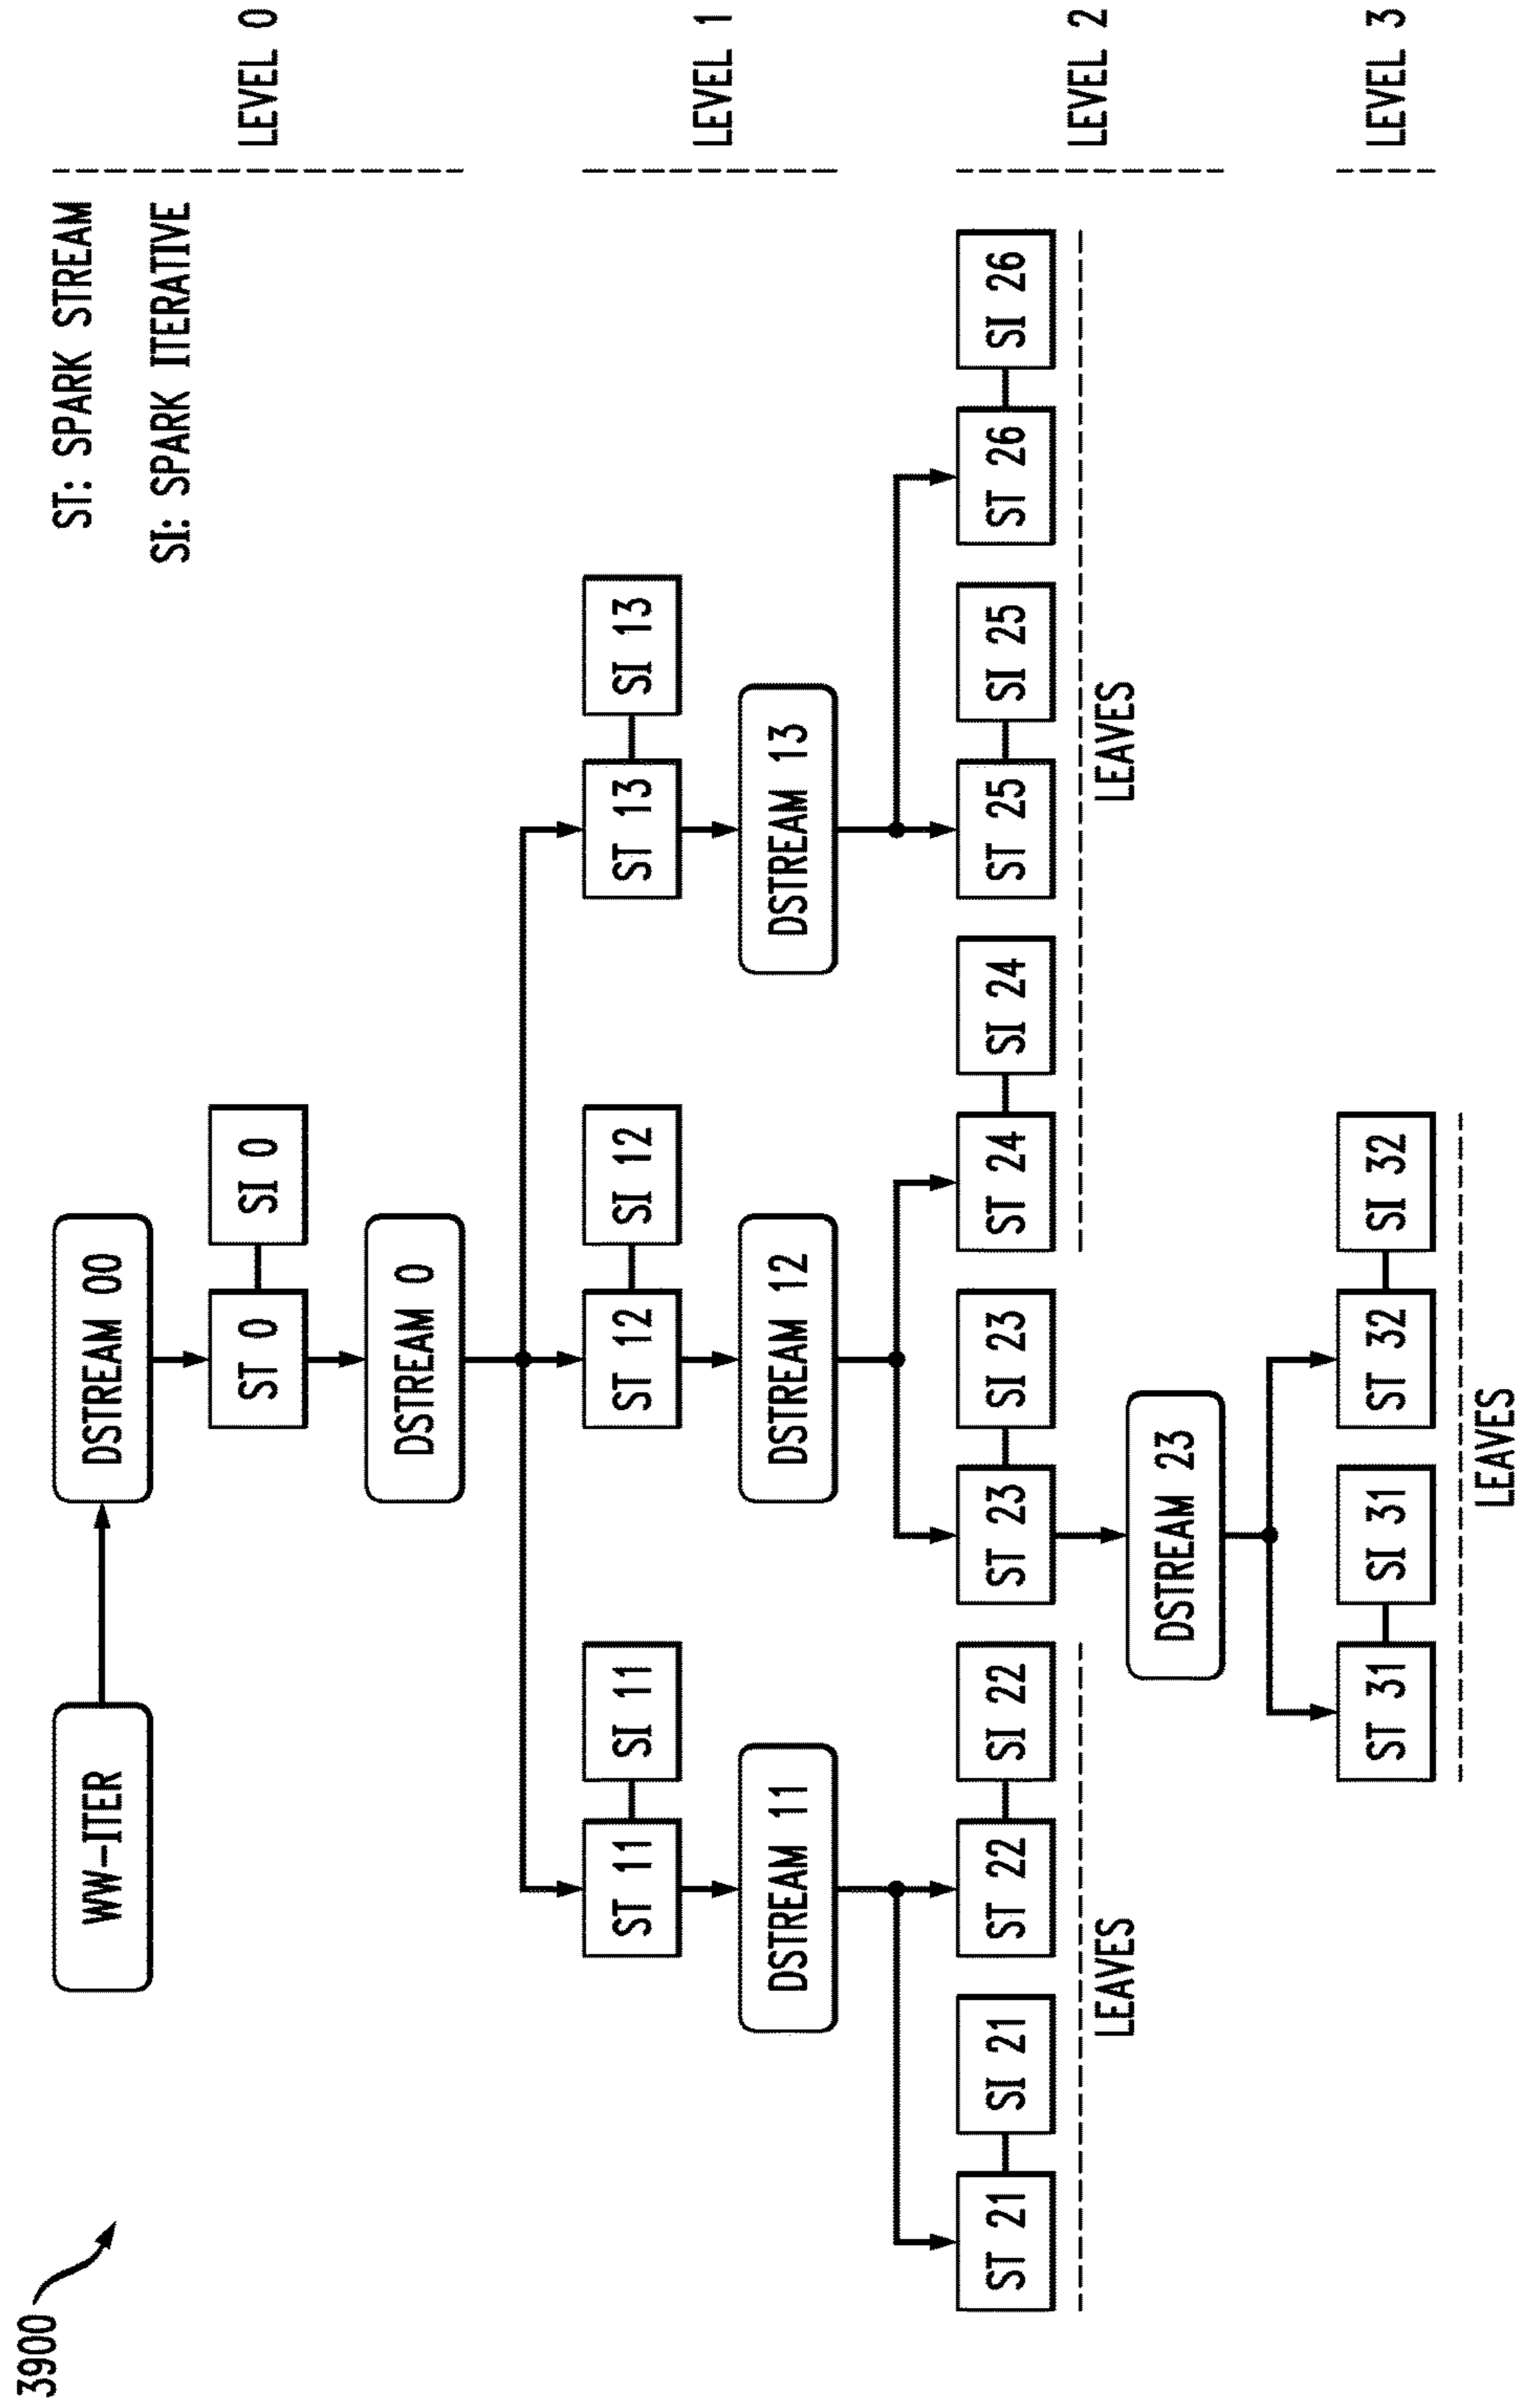 3900
WW-ITER
DSTREAM 00
ST: SPARK STREAM
SI: SPARK ITERATIVE
ST 0
SI 0
LEVEL 0
DSTREAM 0
ST 11
SI 11
ST 12
SI 12
ST 13
SI 13
LEVEL 1
DSTREAM 11
DSTREAM 12
DSTREAM 13
ST 21
SI 21
ST 22
SI 22
ST 23
SI 23
ST 24
SI 24
ST 25
SI 25
ST 26
SI 26
LEVEL 2
LEAVES
LEAVES
DSTREAM 23
ST 31
SI 31
ST 32
SI 32
LEVEL 3
LEAVES